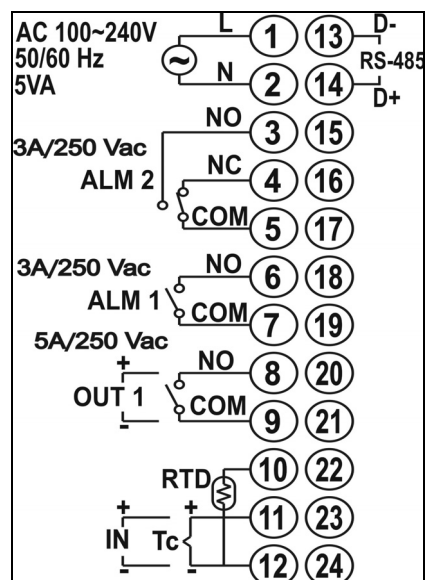 AC 100~240V L 1 13 D-
50/60 Hz ~ RS-485
5VA N 2 14 D+
NO 3 15
3A/250 Vac
ALM 2 NC 4 16
COM 5 17
3A/250 Vac NO 6 18
ALM 1 COM 7 19
5A/250 Vac
+ NO 8 20
OUT 1
- COM 9 21
RTD 10 22
+ + 11 23
IN Tc
- - 12 24